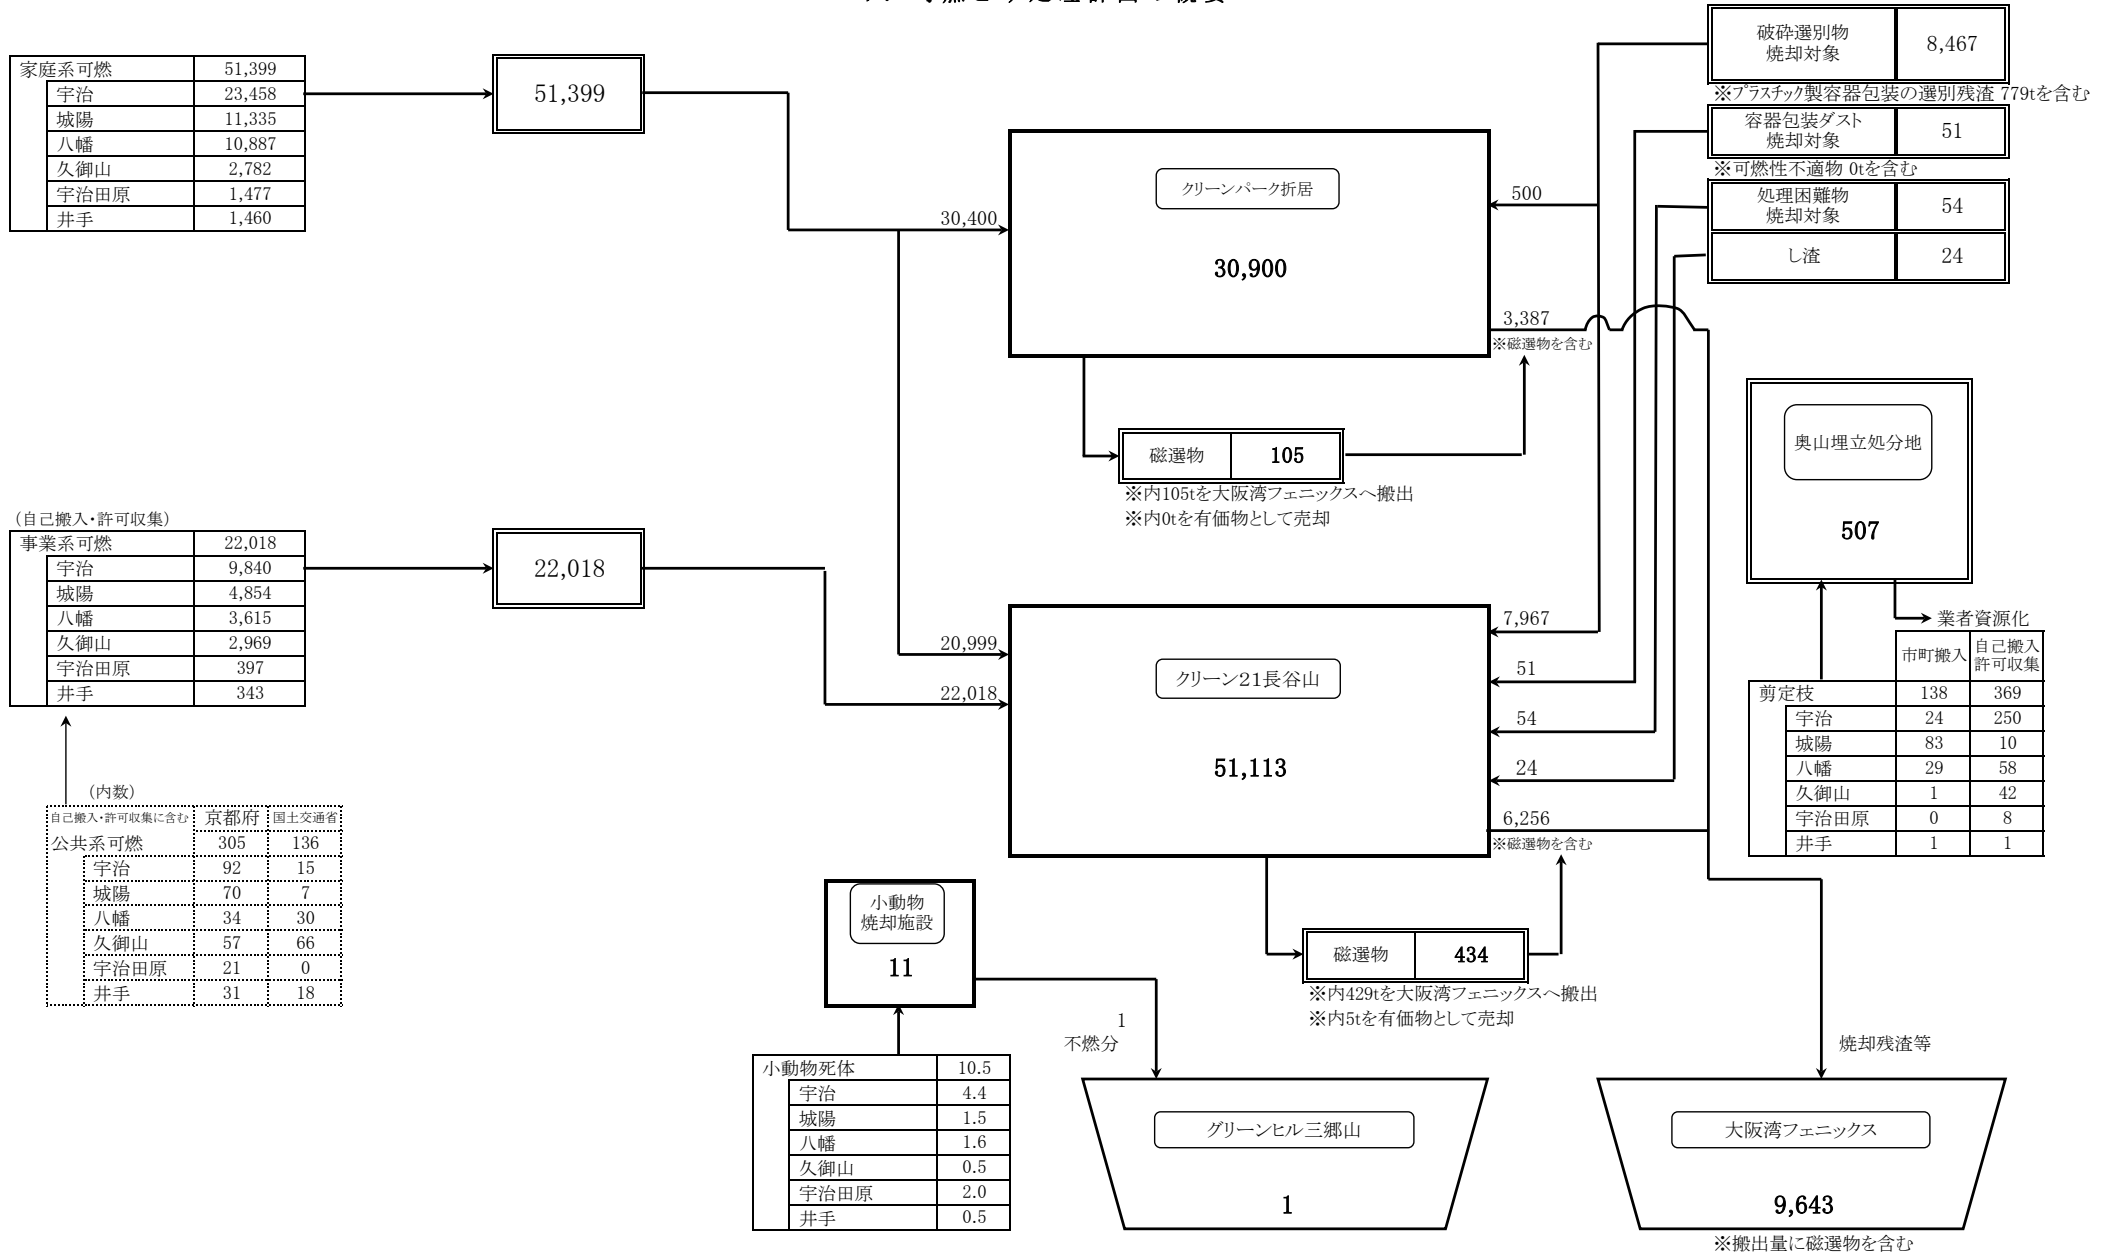 家庭系可燃 51,399
宇治 23,458
城陽 11,335
八幡 10,887
久御山 2,782
宇治田原 1,477
井手 1,460
51,399
(自己搬入・許可収集)
事業系可燃 22,018
宇治 9,840
城陽 4,854
八幡 3,615
久御山 2,969
宇治田原 397
井手 343
22,018
(内数)
自己搬入・許可収集に含む 京都府 国土交通省
公共系可燃 305 136
宇治 92 15
城陽 70 7
八幡 34 30
久御山 57 66
宇治田原 21 0
井手 31 18
30,400
20,999
22,018
クリーンパーク折居
30,900
500
3,387
※磁選物を含む
磁選物 105
※内105tを大阪湾フェニックスへ搬出
※内0tを有価物として売却
クリーン21長谷山
51,113
7,967
51
54
24
6,256
※磁選物を含む
磁選物 434
※内429tを大阪湾フェニックスへ搬出
※内5tを有価物として売却
小動物
焼却施設
11
小動物死体 10.5
宇治 4.4
城陽 1.5
八幡 1.6
久御山 0.5
宇治田原 2.0
井手 0.5
1
不燃分
グリーンヒル三郷山
1
破砕選別物
焼却対象
8,467
※プラスチック製容器包装の選別残渣 779tを含む
容器包装ダスト
焼却対象
51
※可燃性不適物 0tを含む
処理困難物
焼却対象
54
し渣 24
奥山埋立処分地
507
業者資源化
市町搬入 自己搬入
許可収集
剪定枝 138 369
宇治 24 250
城陽 83 10
八幡 29 58
久御山 1 42
宇治田原 0 8
井手 1 1
焼却残渣等
大阪湾フェニックス
9,643
※搬出量に磁選物を含む